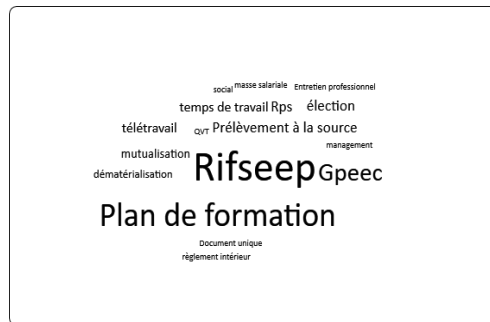 social masse salariale Entretien professionnel
temps de travail Rps élection
télétravail QVT Prélèvement à la source
management
mutualisation
Rifseep Gpeec
dématérialisation
Plan de formation
Document unique
règlement intérieur